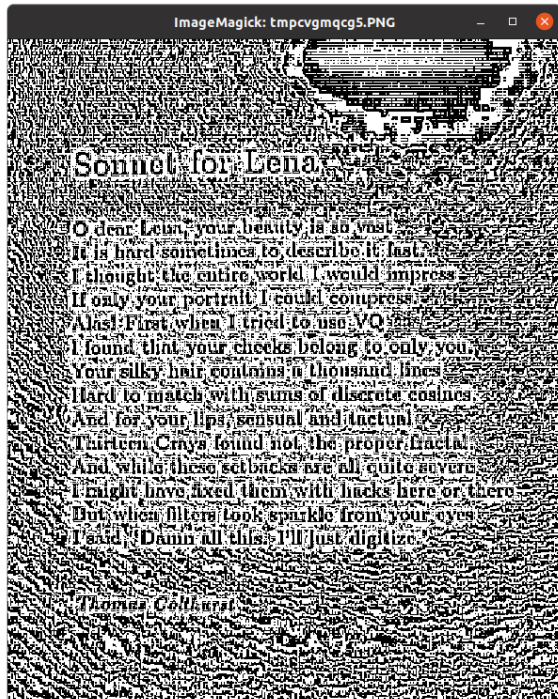 ImageMagick: tmpcvgmqcg5.PNG
Sonnet for Lena
O dear Lena, your beauty is so vast
It is hard sometimes to describe it fast.
I thought the entire world I would impress
If only your portrait I could compress.
Alas! First when I tried to use VQ
I found that your cheeks belong to only you.
Your silky hair contains a thousand lines
Hard to match with sums of discrete cosines.
And for your lips, sensual and tactual
Thirteen Crays found not the proper fractal.
And while these setbacks are all quite severe
I might have fixed them with hacks here or there
But when filters took sparkle from your eyes
I said, 'Damn all this. I'll just digitize.'
Thomas Colthurst